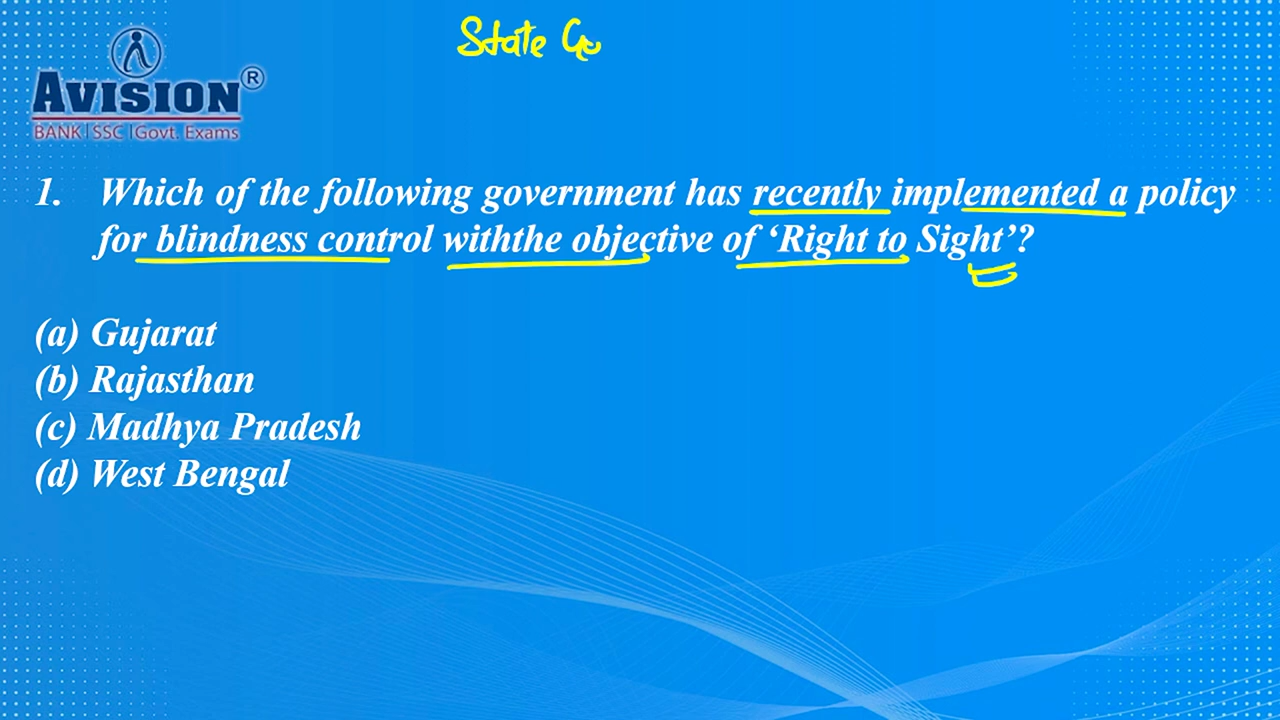 State Go
AVISION®
BANK | SSC | Govt. Exams
1. Which of the following government has recently implemented a policy
for blindness control withthe objective of ‘Right to Sight’?
(a) Gujarat
(b) Rajasthan
(c) Madhya Pradesh
(d) West Bengal